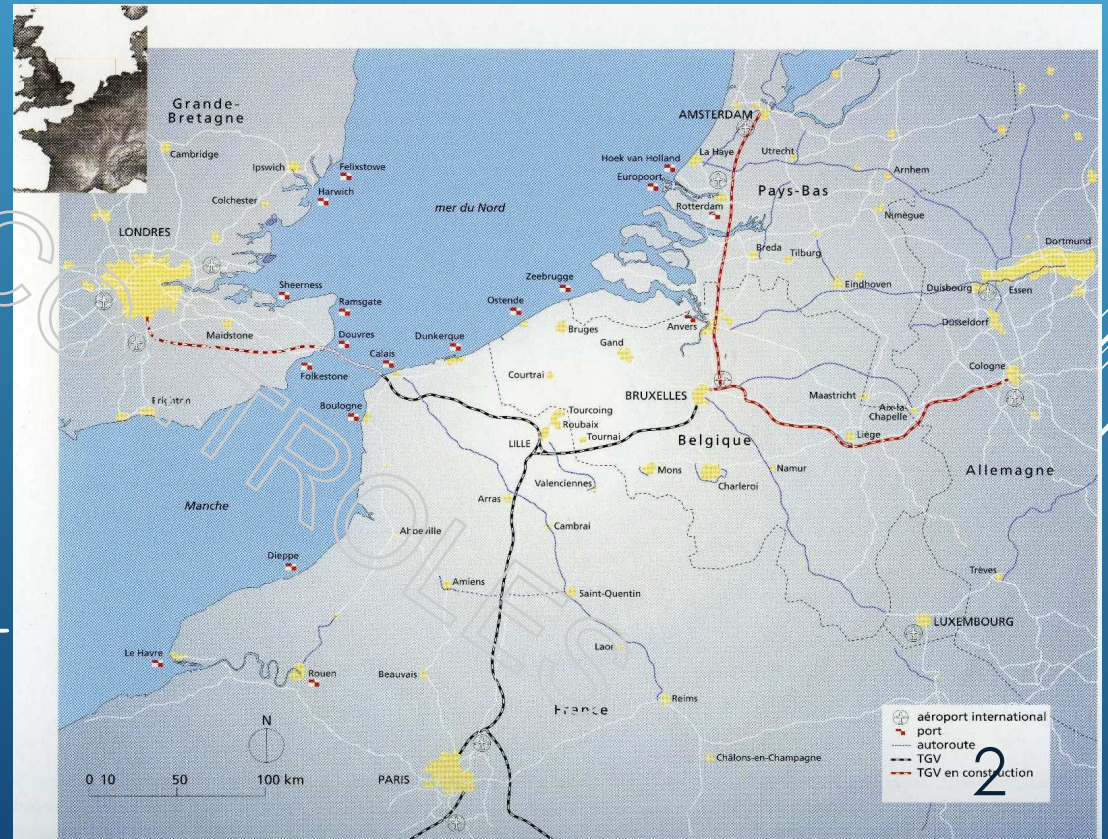 Grande-
Bretagne
Cambridge
Ipswich
Felixstowe
Colchester
Harwich
LONDRES
Sheerness
Ramsgate
Maidstone
Douvres
Folkestone
Calais
Boulogne
Dunkerque
Ostende
Zeebrugge
mer du Nord
AMSTERDAM
La Haye
Utrecht
Hoek van Holland
Europoort
Rotterdam
Pays-Bas
Arnhem
Nimègue
Breda
Tilburg
Eindhoven
Dortmund
Duisbourg
Essen
Düsseldorf
Cologne
Anvers
Bruges
Gand
Courtrai
BRUXELLES
Maastricht
Aix-la-
Chapelle
Liège
Tourcoing
Roubaix
Tournai
LILLE
Belgique
Mons
Charleroi
Namur
Allemagne
Valenciennes
Arras
Cambrai
Manche
Dieppe
Amiens
Saint-Quentin
Trèves
LUXEMBOURG
Le Havre
Rouen
Beauvais
Reims
France
Châlons-en-Champagne
PARIS
N
0 10 50 100 km
aéroport international
port
autoroute
TGV
TGV en construction
2
TROLES